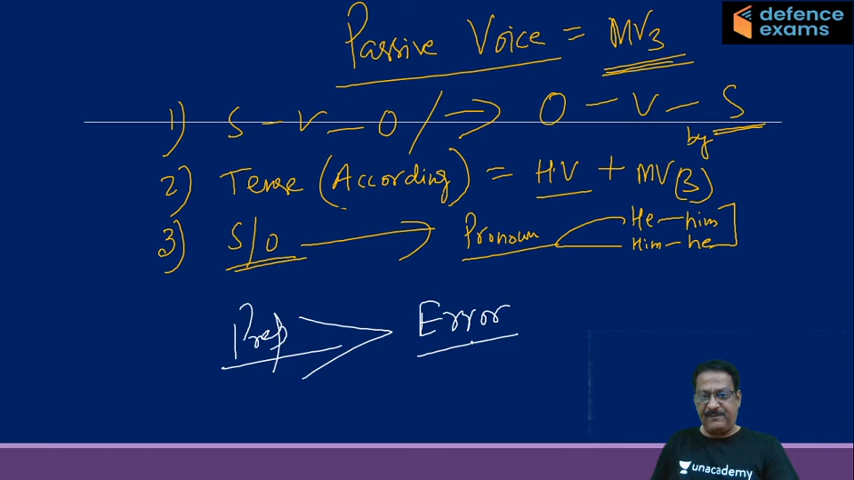 defence
exams
Passive Voice = MV3
1) S - V - O / => O - V - S
by
2) Tense (According) = H.V + MV(3)
3) S/O → Pronoun
He - him
Him - he
Prep > Error
unacademy